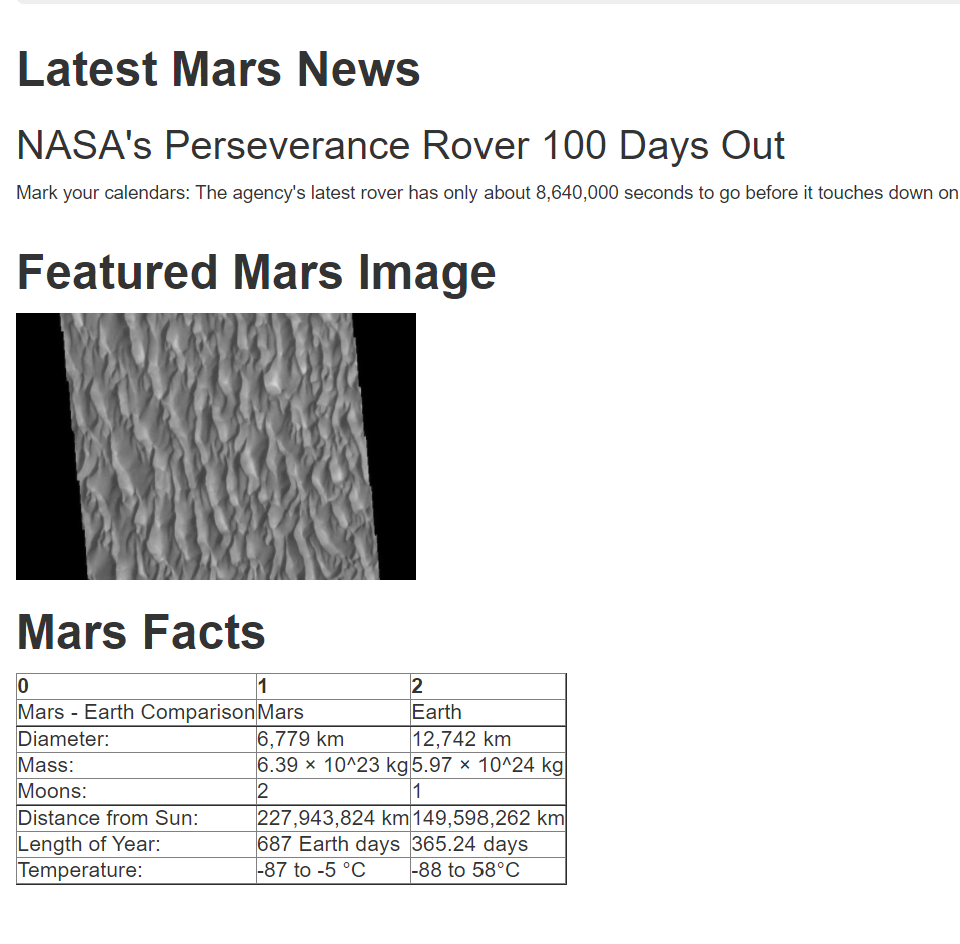 Latest Mars News
NASA's Perseverance Rover 100 Days Out
Mark your calendars: The agency's latest rover has only about 8,640,000 seconds to go before it touches down on
Featured Mars Image
Mars Facts
0 1 2
Mars - Earth Comparison Mars Earth
Diameter: 6,779 km 12,742 km
Mass: 6.39 × 10^23 kg 5.97 × 10^24 kg
Moons: 2 1
Distance from Sun: 227,943,824 km 149,598,262 km
Length of Year: 687 Earth days 365.24 days
Temperature: -87 to -5 °C -88 to 58°C